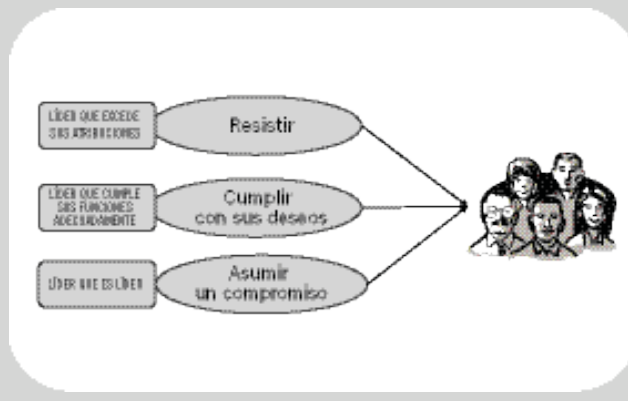 LÍDER QUE EXCEDE
SUS ATRIBUCIONES
Resistir
LÍDER QUE CUMPLE
SUS FUNCIONES
ADECUADAMENTE
Cumplir
con sus deseos
LÍDER QUE ES LÍDER
Asumir
un compromiso